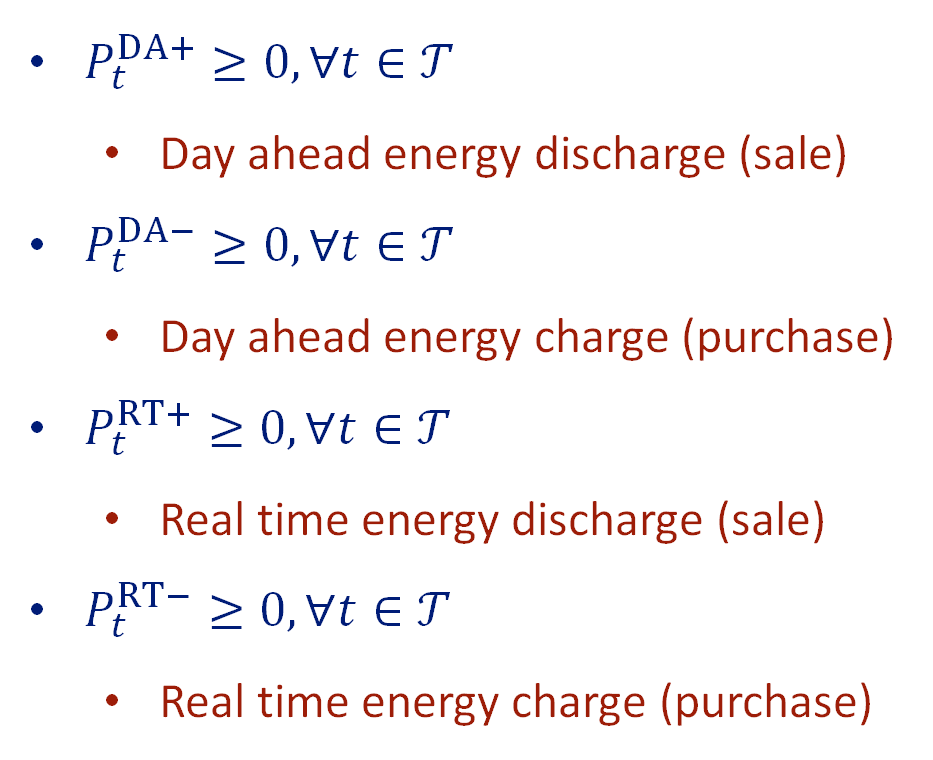 • $P_t^{\mathrm{DA+}} \geq 0, \forall t \in \mathcal{T}$
• Day ahead energy discharge (sale)
• $P_t^{\mathrm{DA-}} \geq 0, \forall t \in \mathcal{T}$
• Day ahead energy charge (purchase)
• $P_t^{\mathrm{RT+}} \geq 0, \forall t \in \mathcal{T}$
• Real time energy discharge (sale)
• $P_t^{\mathrm{RT-}} \geq 0, \forall t \in \mathcal{T}$
• Real time energy charge (purchase)